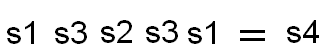 s1 s3 s2 s3 s1 = s4